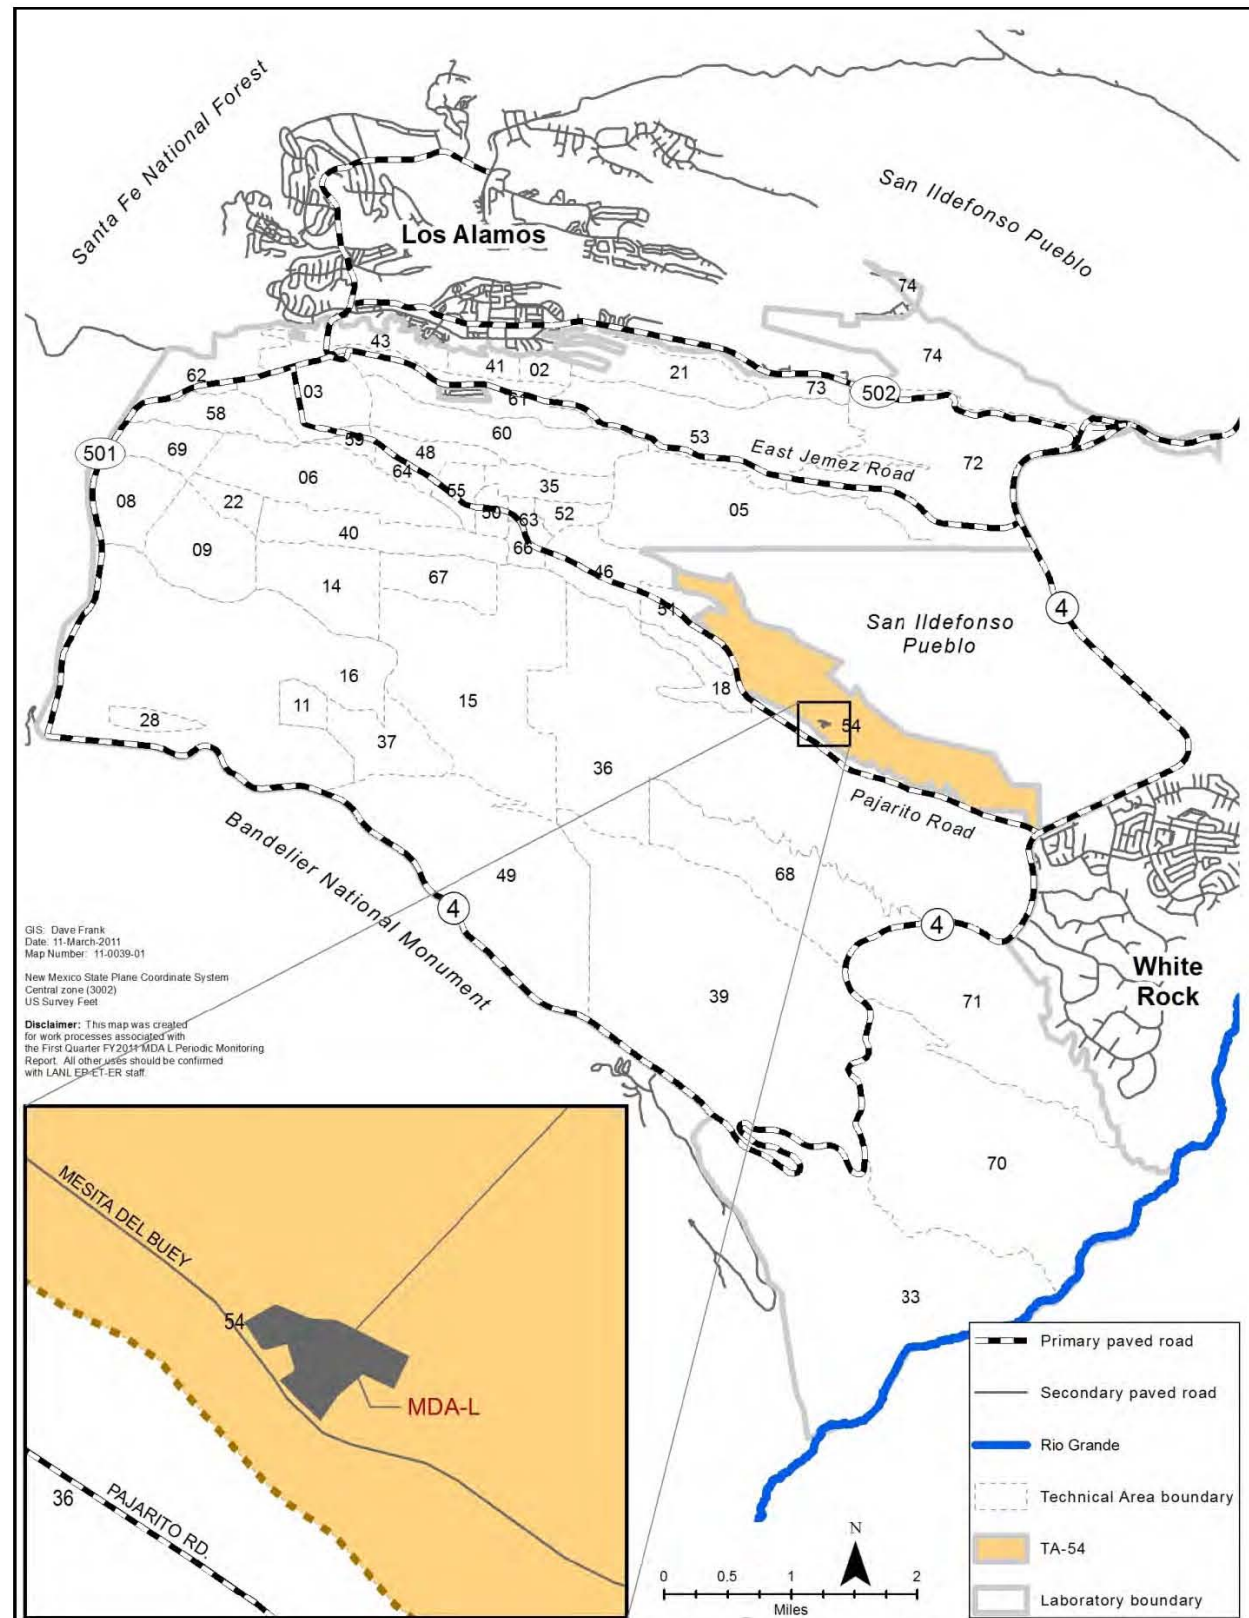 Santa Fe National Forest
San Ildefonso Pueblo
Los Alamos
74
74
43
41
02
21
73
502
62
03
61
58
59
48
60
53
East Jemez Road
72
501
69
06
64
55
35
08
22
50
63
52
05
40
66
09
46
14
67
51
4
San Ildefonso
Pueblo
16
15
18
11
28
37
54
36
Pajarito Road
Bandelier National Monument
49
68
4
4
White
Rock
39
71
GIS: Dave Frank
Date: 11-March-2011
Map Number: 11-0039-01
New Mexico State Plane Coordinate System
Central zone (3002)
US Survey Feet
Disclaimer: This map was created
for work processes associated with
the First Quarter FY2011 MDA L Periodic Monitoring
Report. All other uses should be confirmed
with LANL EP-ET-ER staff.
70
33
MESITA DEL BUEY
54
MDA-L
36
PAJARITO RD.
Primary paved road
Secondary paved road
Rio Grande
Technical Area boundary
TA-54
Laboratory boundary
N
0 0.5 1 2
Miles